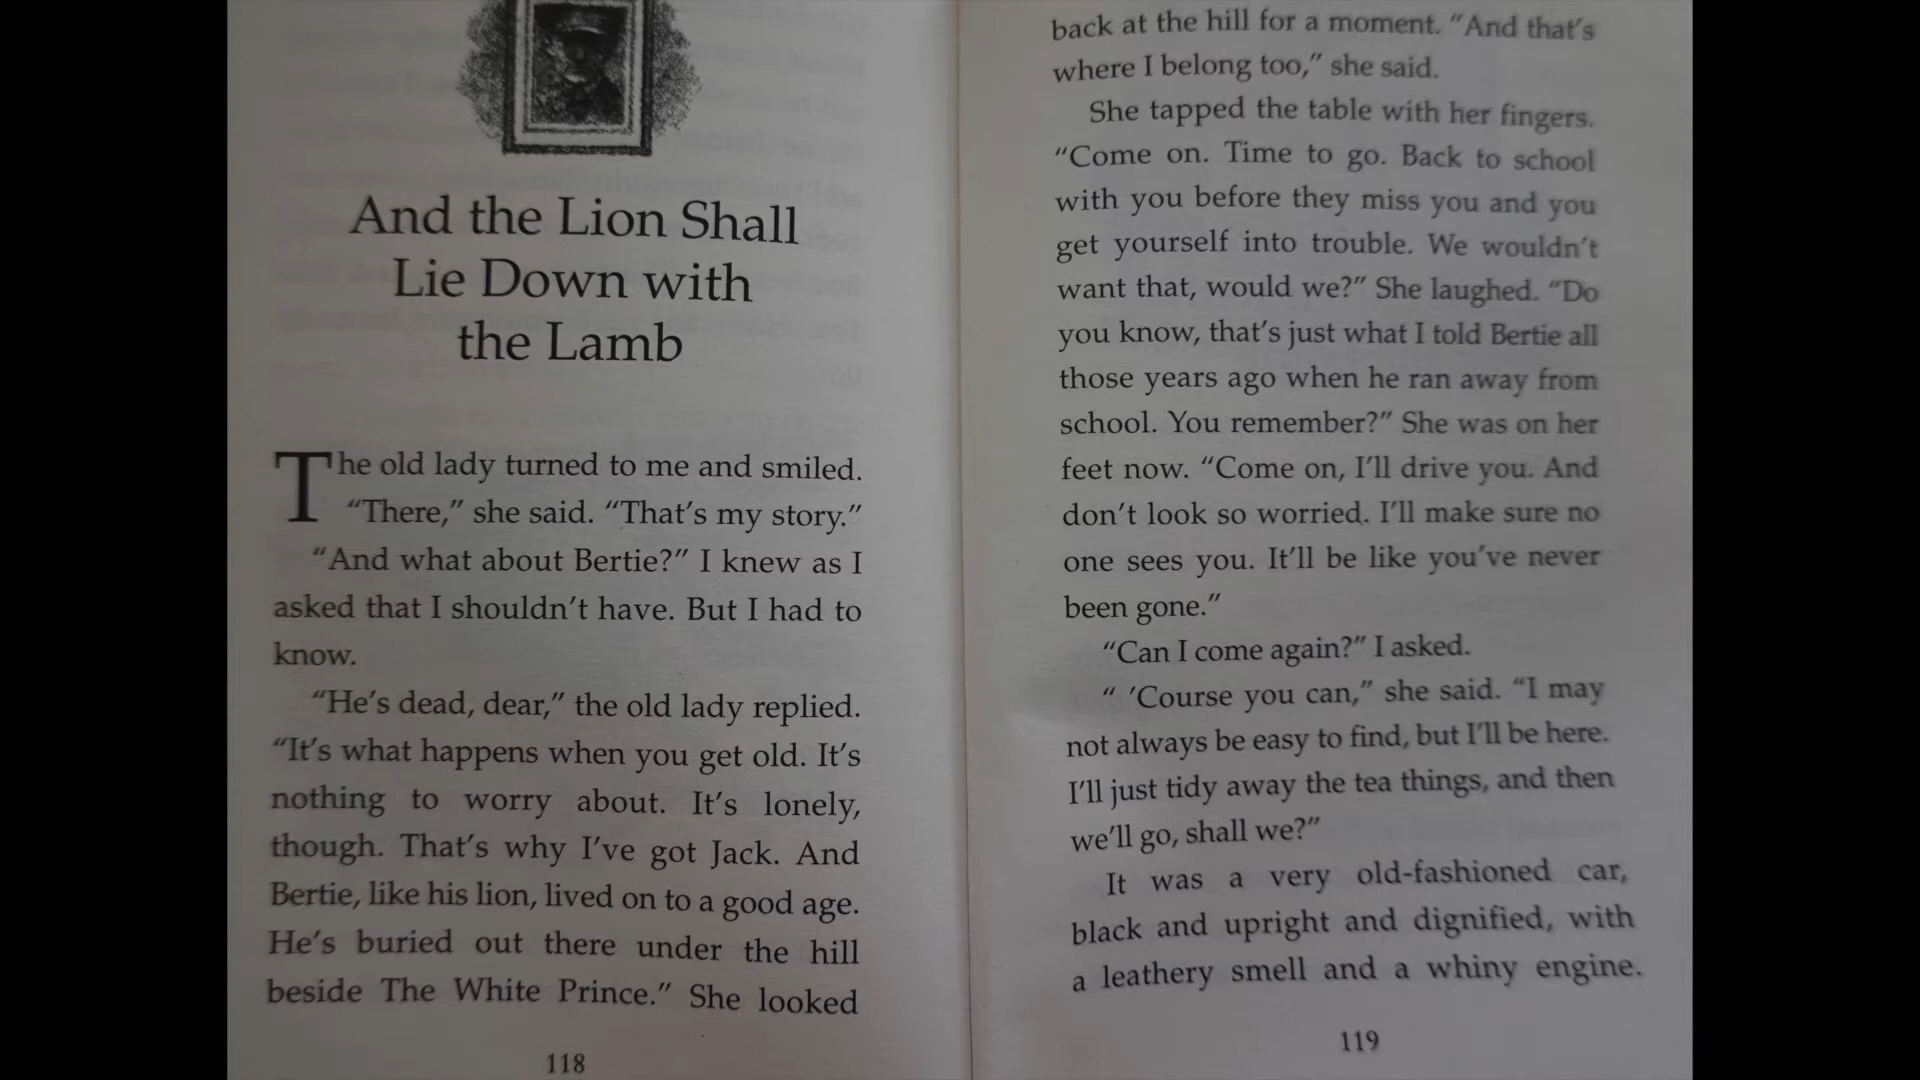 And the Lion Shall
Lie Down with
the Lamb
The old lady turned to me and smiled.
“There,” she said. “That’s my story.”
“And what about Bertie?” I knew as I
asked that I shouldn’t have. But I had to
know.
“He’s dead, dear,” the old lady replied.
“It’s what happens when you get old. It’s
nothing to worry about. It’s lonely,
though. That’s why I’ve got Jack. And
Bertie, like his lion, lived on to a good age.
He’s buried out there under the hill
beside The White Prince.” She looked
118
back at the hill for a moment. “And that’s
where I belong too,” she said.
She tapped the table with her fingers.
“Come on. Time to go. Back to school
with you before they miss you and you
get yourself into trouble. We wouldn’t
want that, would we?” She laughed. “Do
you know, that’s just what I told Bertie all
those years ago when he ran away from
school. You remember?” She was on her
feet now. “Come on, I’ll drive you. And
don’t look so worried. I’ll make sure no
one sees you. It’ll be like you’ve never
been gone.”
“Can I come again?” I asked.
“ ’Course you can,” she said. “I may
not always be easy to find, but I’ll be here.
I’ll just tidy away the tea things, and then
we’ll go, shall we?”
It was a very old-fashioned car,
black and upright and dignified, with
a leathery smell and a whiny engine.
119